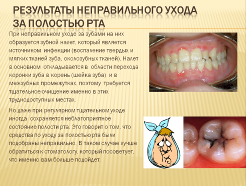 РЕЗУЛЬТАТЫ НЕПРАВИЛЬНОГО УХОДА
ЗА ПОЛОСТЬЮ РТА
При неправильном уходе за зубами на них
образуется зубной налет, который является
источником инфекции (воспаление твердых и
мягких тканей зуба, околозубных тканей). Налет
в основном откладывается в области перехода
коронки зуба в корень (шейка зуба) и в
межзубных промежутках, поэтому требуется
тщательное очищение именно в этих
труднодоступных местах.
Но даже при регулярном тщательном уходе
иногда сохраняется неблагоприятное
состояние полости рта. Это говорит о том, что
средства по уходу за полостью рта были
подобраны неправильно. В таком случае лучше
обратиться к стоматологу, который посоветует,
что именно вам больше подойдет.